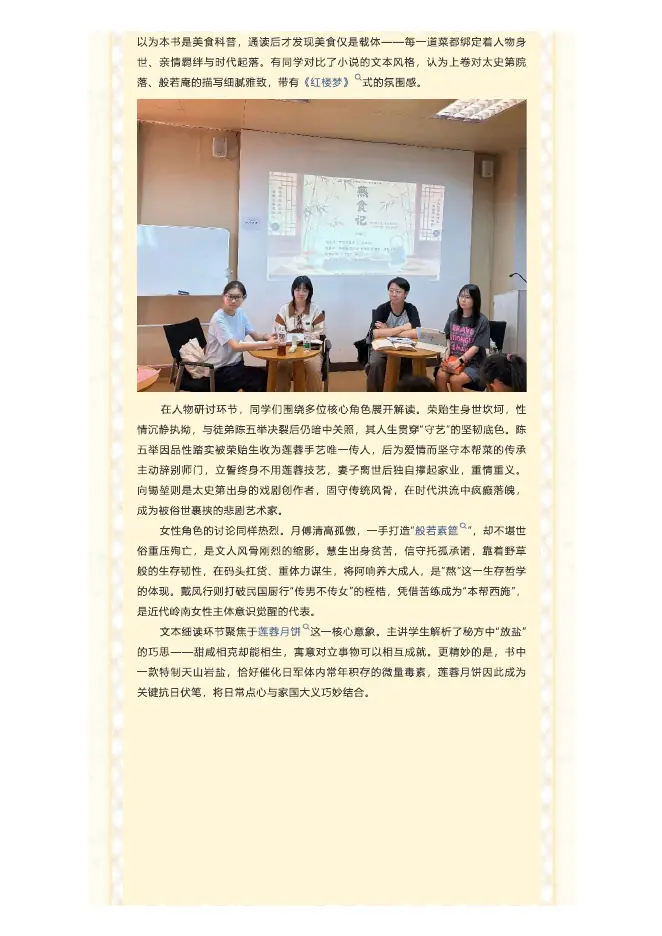 以为本书是美食科普，通读后才发现美食仅是载体——每一道菜都绑定着人物身
世、亲情羁绊与时代起落。有同学对比了小说的文本风格，认为上卷对太史第院
落、般若庵的描写细腻雅致，带有《红楼梦》式的氛围感。
燕
食
记
在人物研讨环节，同学们围绕多位核心角色展开解读。荣贻生身世坎坷，性
情沉静执拗，与徒弟陈五举决裂后仍暗中关照，其人生贯穿“守艺”的坚韧底色。陈
五举因品性踏实被荣贻生收为莲蓉手艺唯一传人，后为爱情而坚守本帮菜的传承
主动辞别师门，立誓终身不用莲蓉技艺，妻子离世后独自撑起家业，重情重义。
向锡堃则是太史第出身的戏剧创作者，固守传统风骨，在时代洪流中疯癫落魄，
成为被俗世裹挟的悲剧艺术家。
女性角色的讨论同样热烈。月傅清高孤傲，一手打造“般若素筵”，却不堪世
俗重压殉亡，是文人风骨刚烈的缩影。慧生出身贫苦，信守托孤承诺，靠着野草
般的生存韧性，在码头扛货、重体力谋生，将阿响养大成人，是“熬”这一生存哲学
的体现。戴凤行则打破民国厨行“传男不传女”的桎梏，凭借苦练成为“本帮西施”，
是近代岭南女性主体意识觉醒的代表。
文本细读环节聚焦于莲蓉月饼这一核心意象。主讲学生解析了秘方中“放盐”
的巧思——甜咸相克却能相生，寓意对立事物可以相互成就。更精妙的是，书中
一款特制天山岩盐，恰好催化日军体内常年积存的微量毒素，莲蓉月饼因此成为
关键抗日伏笔，将日常点心与家国大义巧妙结合。